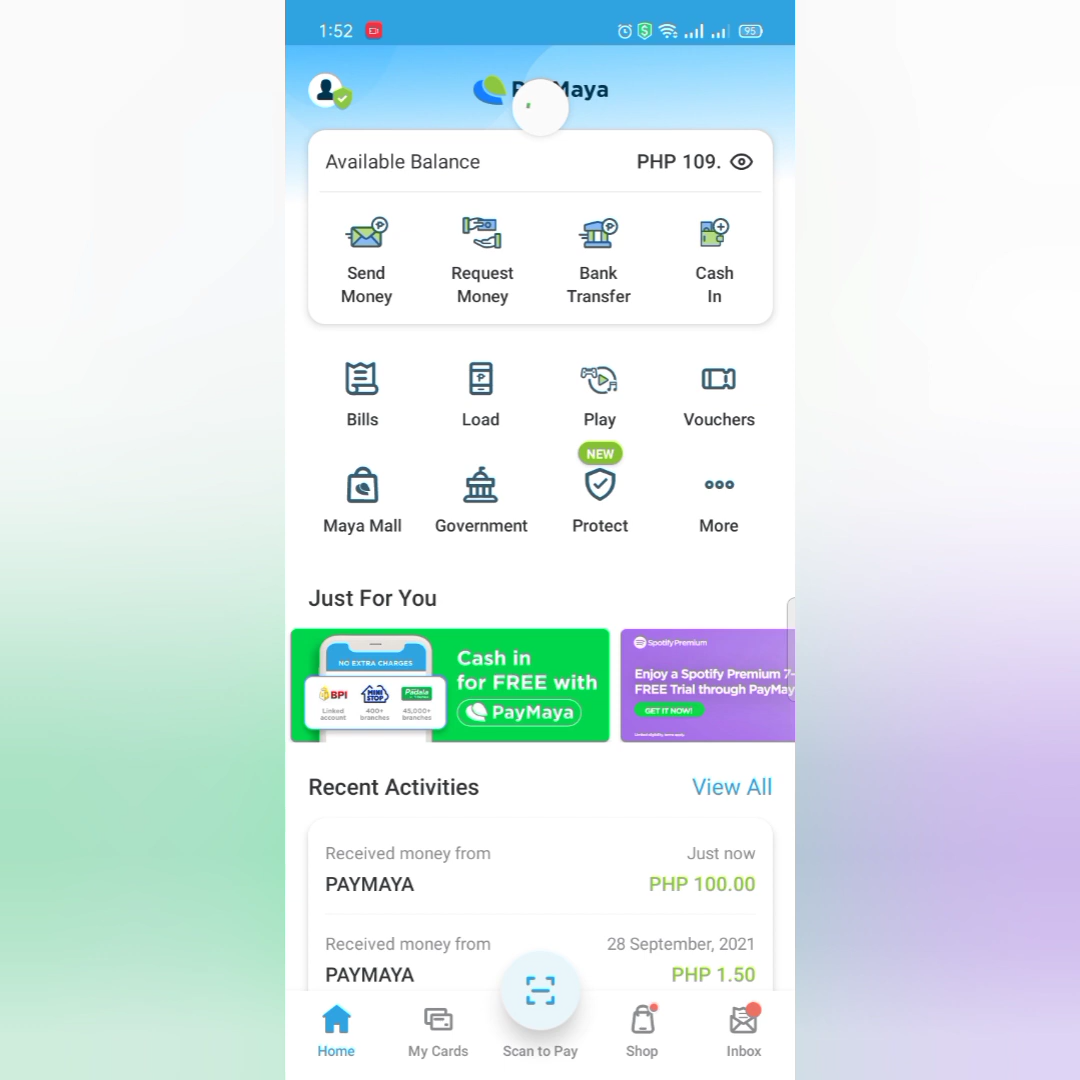 1:52
95
PayMaya
Available Balance PHP 109.
Send Money
Request Money
Bank Transfer
Cash In
Bills
Load
Play
Vouchers
NEW
Maya Mall
Government
Protect
More
Just For You
NO EXTRA CHARGES
BPI
MINI STOP
Padala
Linked account
400+ branches
45,000+ branches
Cash in
for FREE with
PayMaya
Spotify Premium
Enjoy a Spotify Premium 7-
FREE Trial through PayMay
GET IT NOW!
Recent Activities View All
Received money from Just now
PAYMAYA PHP 100.00
Received money from 28 September, 2021
PAYMAYA PHP 1.50
Home
My Cards
Scan to Pay
Shop
Inbox